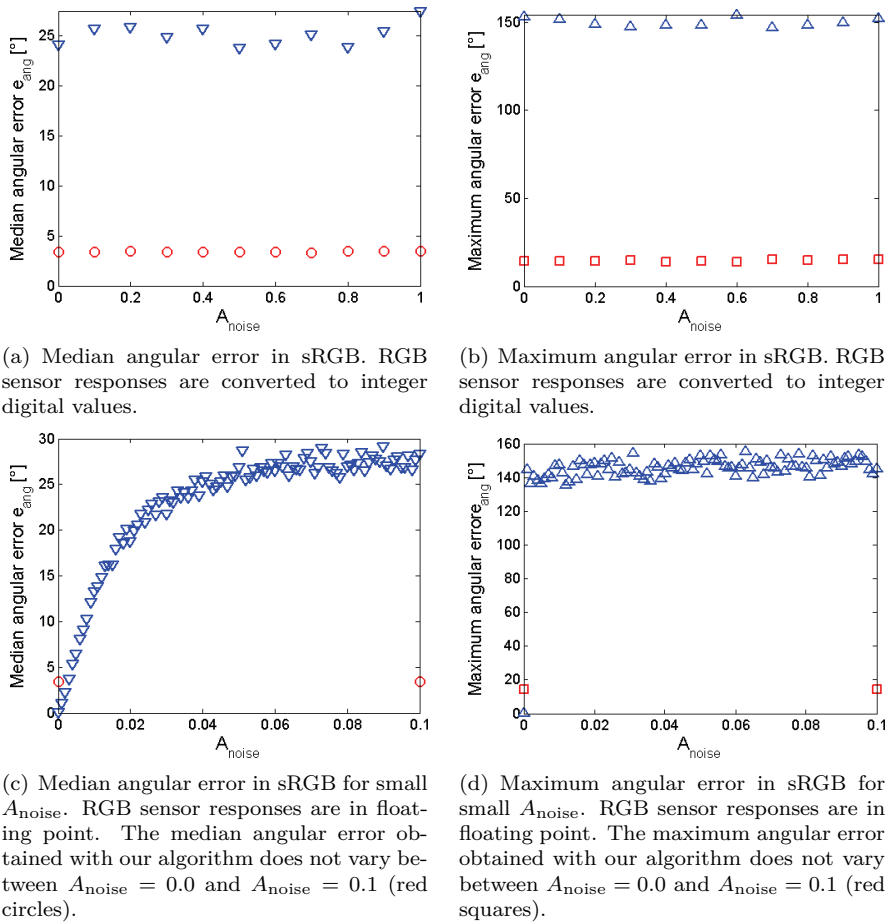 25
20
15
10
5
0
Median angular error e_ang [°]
0 0.2 0.4 0.6 0.8 1
A_noise
150
100
50
0
Maximum angular error e_ang [°]
0 0.2 0.4 0.6 0.8 1
A_noise
(a) Median angular error in sRGB. RGB
sensor responses are converted to integer
digital values.
(b) Maximum angular error in sRGB. RGB
sensor responses are converted to integer
digital values.
30
25
20
15
10
5
0
Median angular error e_ang [°]
0 0.02 0.04 0.06 0.08 0.1
A_noise
160
140
120
100
80
60
40
20
0
Maximum angular errore_ang [°]
0 0.02 0.04 0.06 0.08 0.1
A_noise
(c) Median angular error in sRGB for small
A_noise. RGB sensor responses are in float-
ing point. The median angular error ob-
tained with our algorithm does not vary be-
tween A_noise = 0.0 and A_noise = 0.1 (red
circles).
(d) Maximum angular error in sRGB for
small A_noise. RGB sensor responses are in
floating point. The maximum angular error
obtained with our algorithm does not vary
between A_noise = 0.0 and A_noise = 0.1 (red
squares).